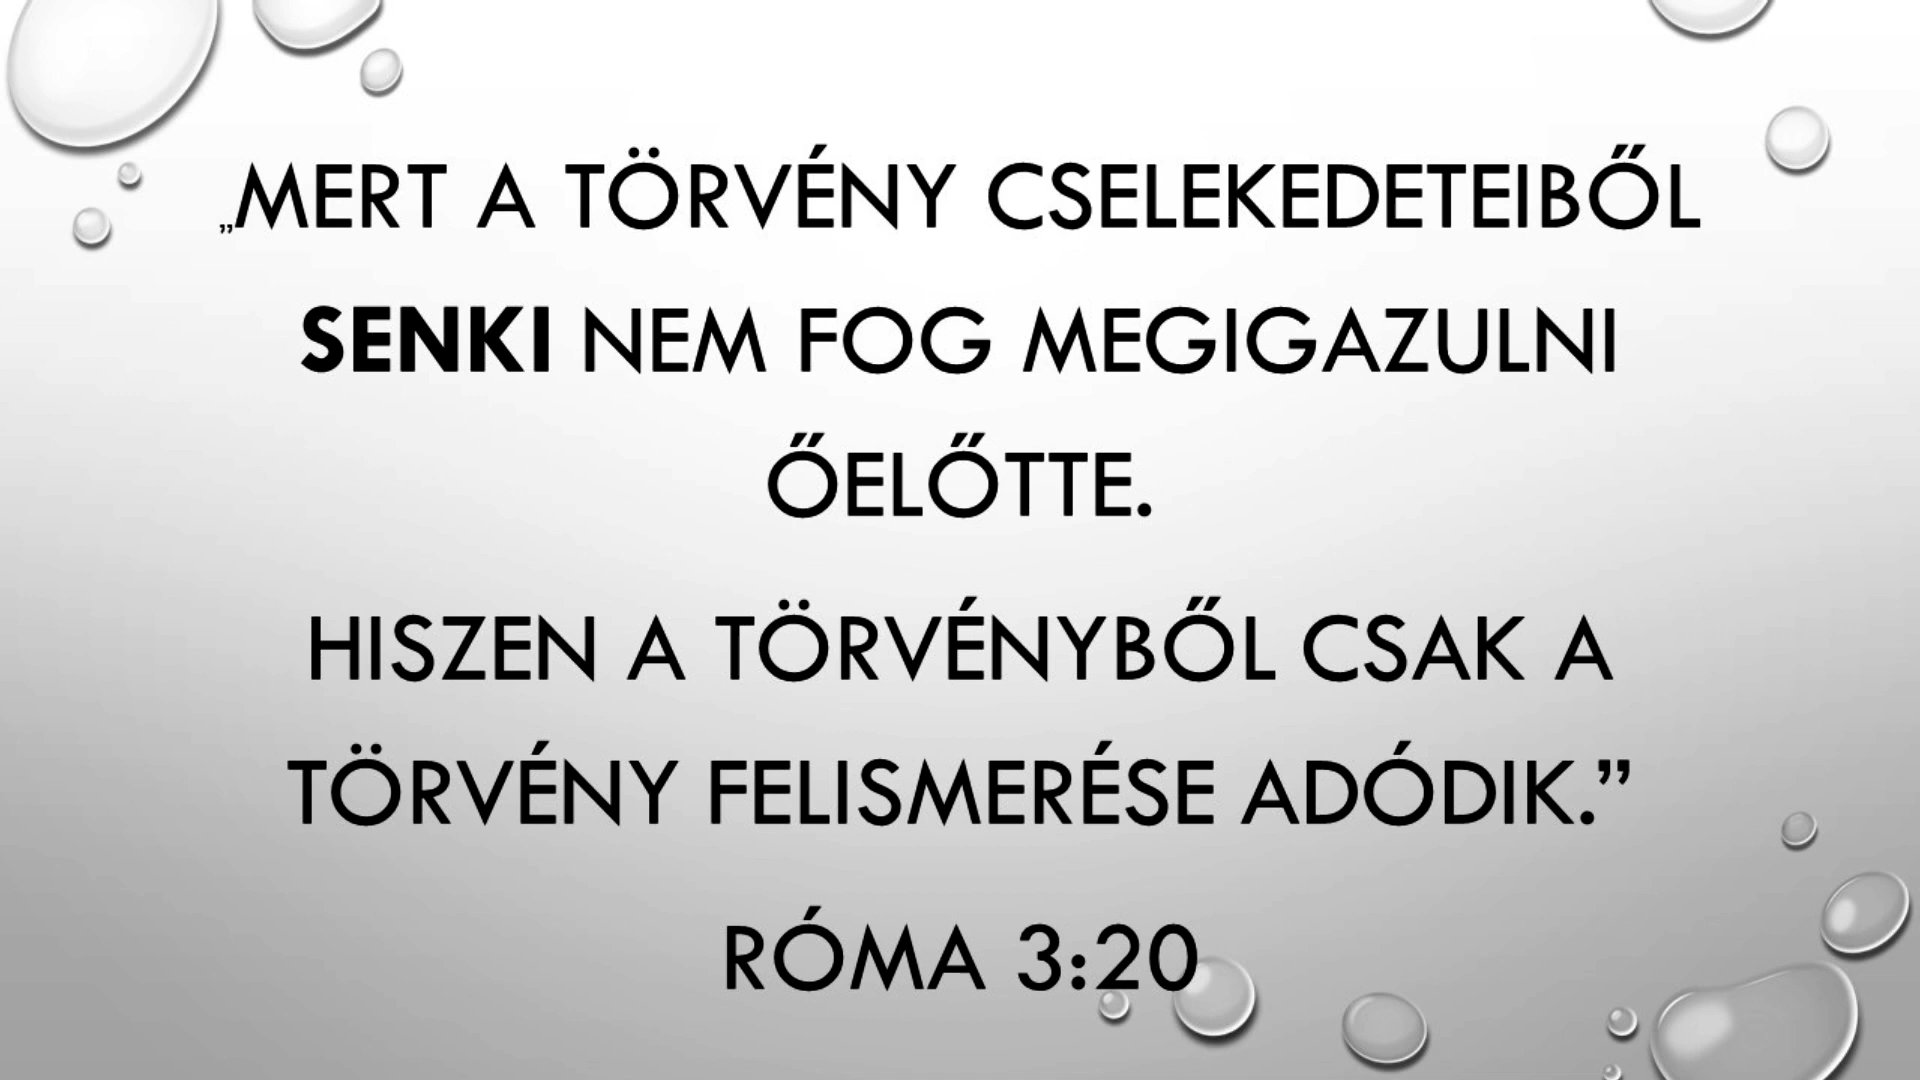 „MERT A TÖRVÉNY CSELEKEDETEIBŐL
SENKI NEM FOG MEGIGAZULNI
ŐELŐTTE.
HISZEN A TÖRVÉNYBŐL CSAK A
TÖRVÉNY FELISMERÉSE ADÓDIK.”
RÓMA 3:20